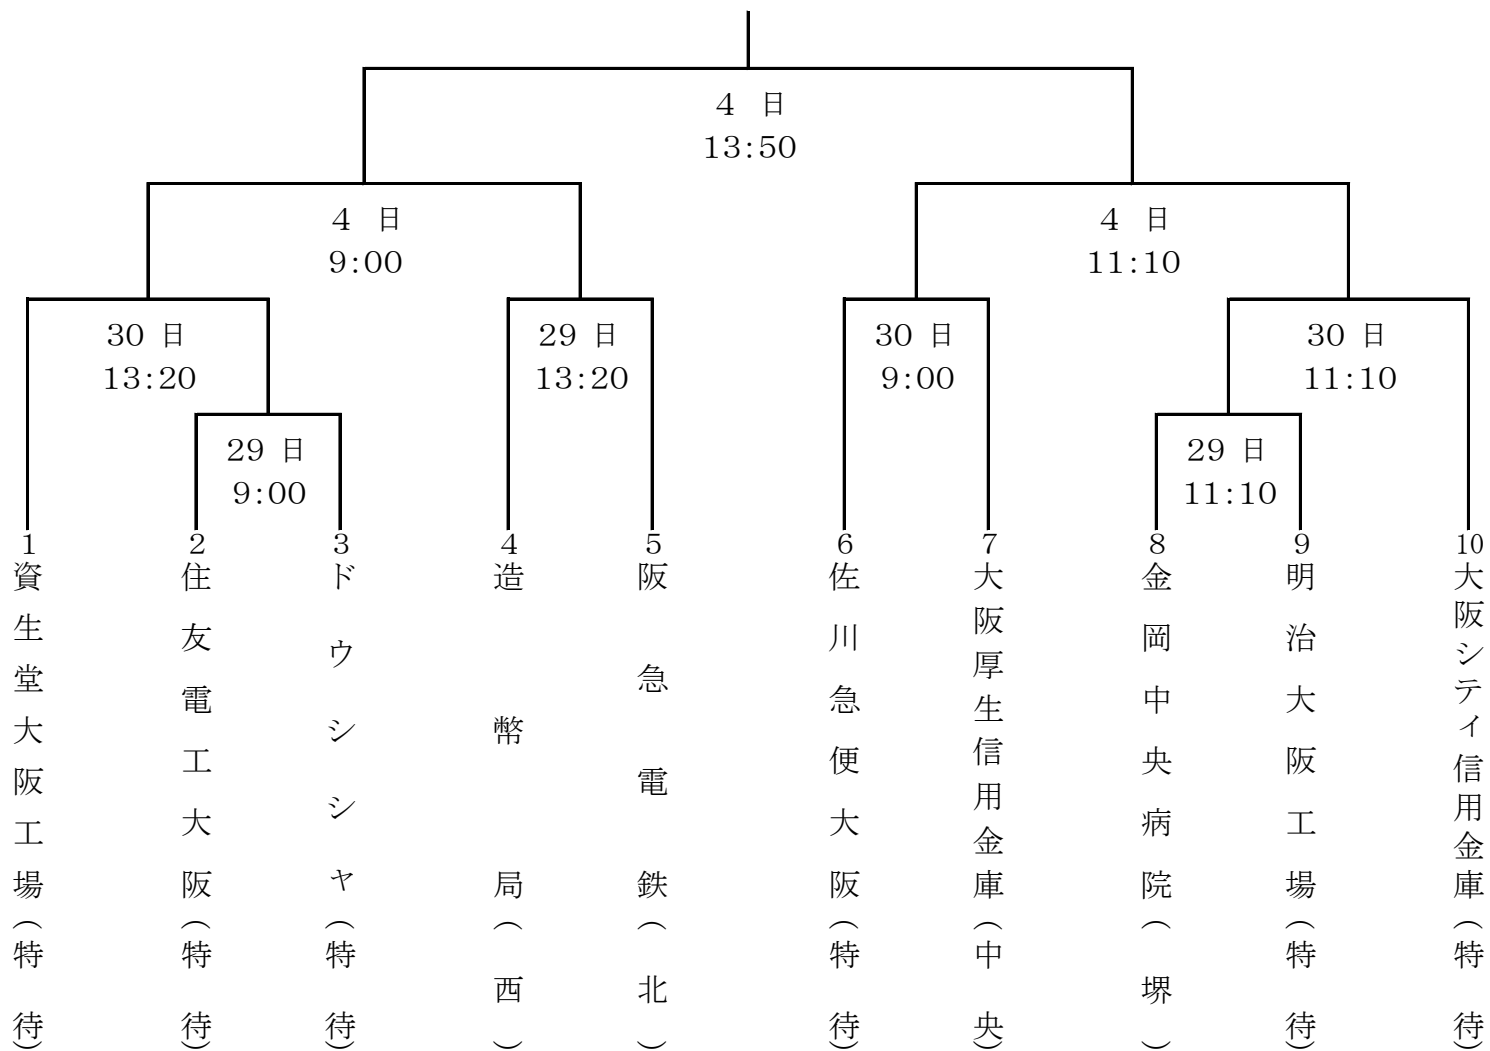 4 日
13:50
4 日
9:00
4 日
11:10
30 日
13:20
29 日
13:20
30 日
9:00
30 日
11:10
29 日
9:00
29 日
11:10
1
資生堂大阪工場(特待)
2
住友電工大阪(特待)
3
ドウシシャ(特待)
4
造幣局(西)
5
阪急電鉄(北)
6
佐川急便大阪(特待)
7
大阪厚生信用金庫(中央)
8
金岡中央病院(堺)
9
明治大阪工場(特待)
10
大阪シティ信用金庫(特待)